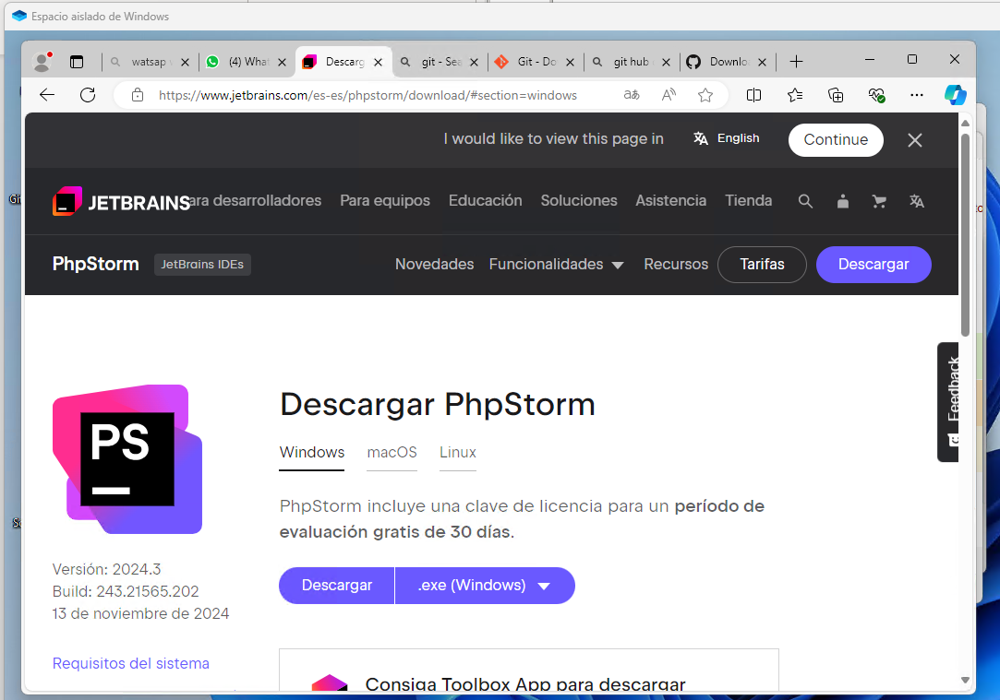 Espacio aislado de Windows
watsap
(4) What
Descarg
git - Sea
Git - Do
git hub
Downlo
https://www.jetbrains.com/es-es/phpstorm/download/#section=windows
I would like to view this page in
English
Continue
JETBRAINS
ara desarrolladores
Para equipos
Educación
Soluciones
Asistencia
Tienda
PhpStorm
JetBrains IDEs
Novedades
Funcionalidades
Recursos
Tarifas
Descargar
Feedback
PS
Descargar PhpStorm
Windows
macOS
Linux
PhpStorm incluye una clave de licencia para un período de
evaluación gratis de 30 días.
Descargar
.exe (Windows)
Versión: 2024.3
Build: 243.21565.202
13 de noviembre de 2024
Requisitos del sistema
Consiga Toolbox App para descargar